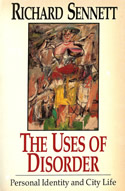 RICHARD SENNETT
THE USES OF
DISORDER
Personal Identity and City Life